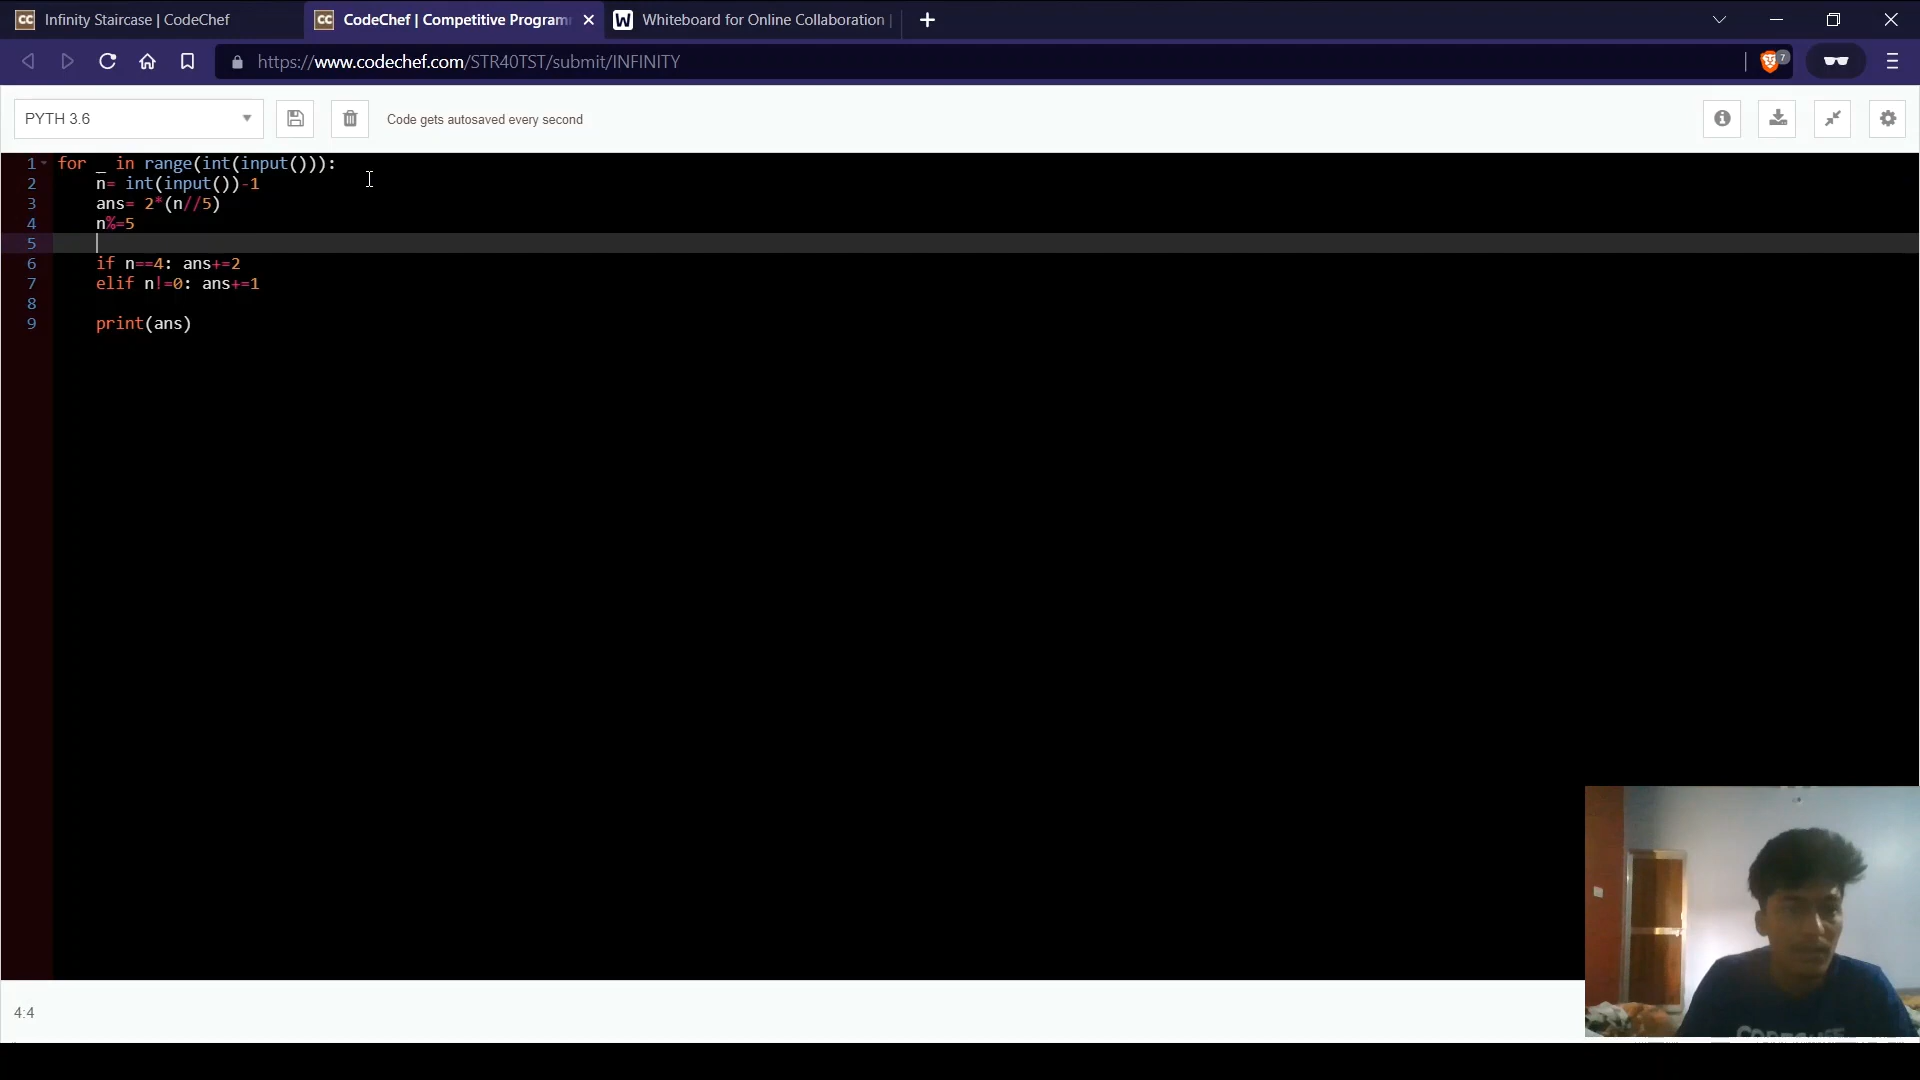 Infinity Staircase | CodeChef
CodeChef | Competitive Program
Whiteboard for Online Collaboration |
https://www.codechef.com/STR40TST/submit/INFINITY
7
PYTH 3.6
Code gets autosaved every second
1 for _ in range(int(input())):
2 n= int(input())-1
3 ans= 2*(n//5)
4 n%=5
5
6 if n==4: ans+=2
7 elif n!=0: ans+=1
8
9 print(ans)
4:4